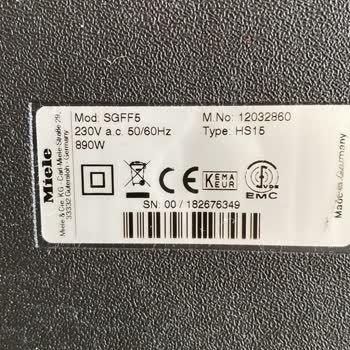 Mod: SGFF5
M.No: 12032860
230V a.c. 50/60Hz
Type: HS15
890W
Miele
Miele & Cie. KG - Carl-Miele-Straße 29,
33332 Gütersloh - Germany
CE
KEMA
KEUR
EMC
SN: 00 / 182676349
Made in Germany